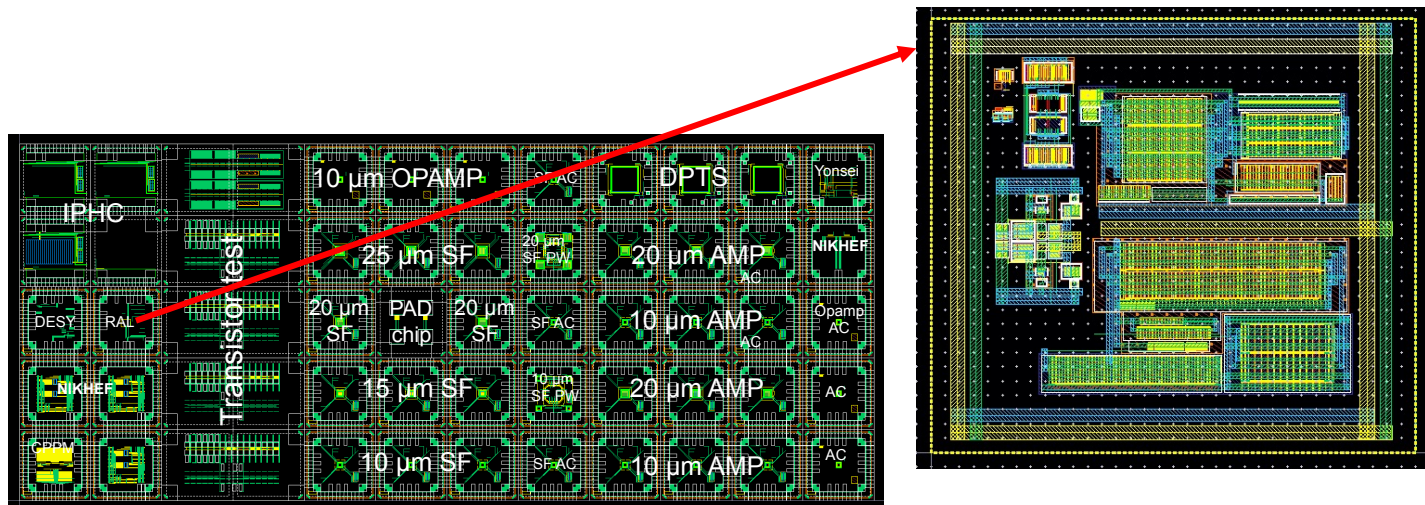 10 µm OPAMP
SF AC
DPTS
Yonsei
IPHC
Transistor test
25 µm SF
20 µm
SF PW
20 µm AMP
AC
NIKHEF
DESY
RAL
20 µm
SF
PAD
chip
20 µm
SF
SF AC
10 µm AMP
AC
Opamp
AC
NIKHEF
15 µm SF
10 µm
SF PW
20 µm AMP
AC
CPPM
10 µm SF
SF AC
10 µm AMP
AC